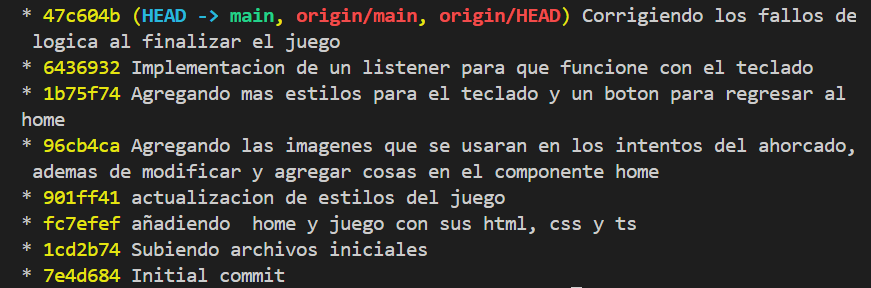 * 47c604b (HEAD -> main, origin/main, origin/HEAD) Corrigiendo los fallos de
logica al finalizar el juego
* 6436932 Implementacion de un listener para que funcione con el teclado
* 1b75f74 Agregando mas estilos para el teclado y un boton para regresar al
home
* 96cb4ca Agregando las imagenes que se usaran en los intentos del ahorcado,
ademas de modificar y agregar cosas en el componente home
* 901ff41 actualizacion de estilos del juego
* fc7efef añadiendo  home y juego con sus html, css y ts
* 1cd2b74 Subiendo archivos iniciales
* 7e4d684 Initial commit